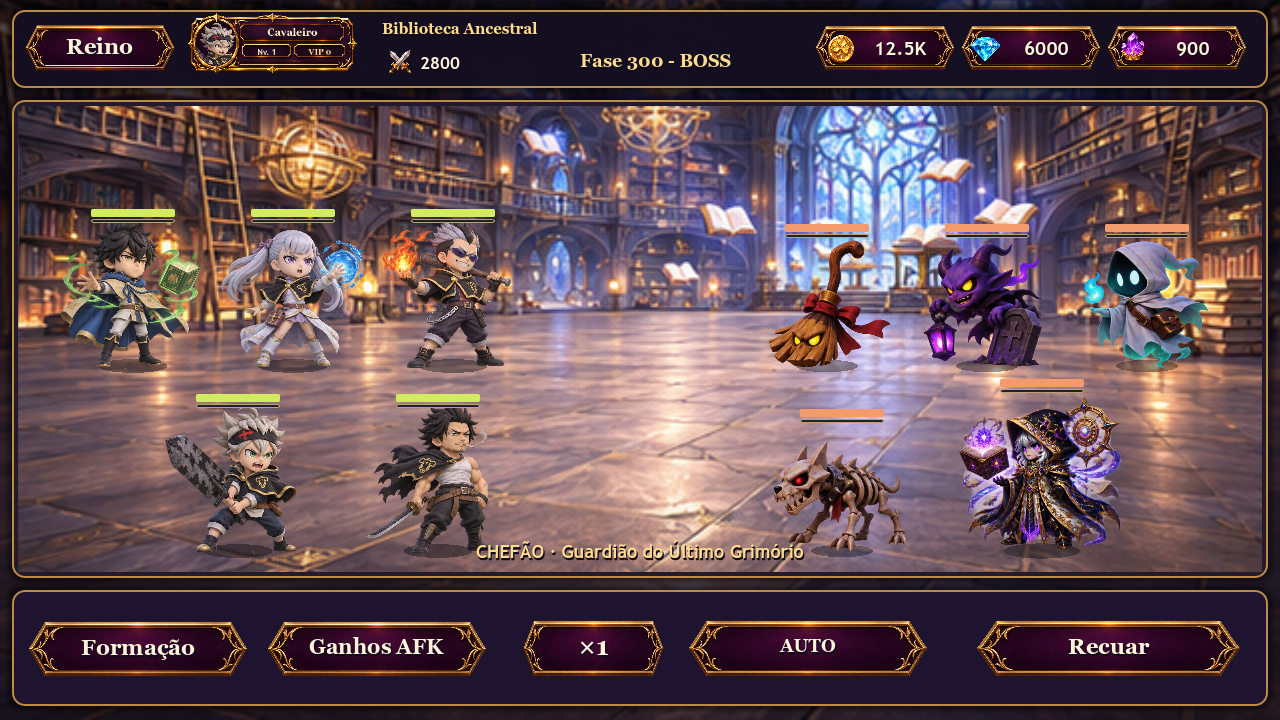 Reino
Cavaleiro
Nv. 1
VIP 0
Biblioteca Ancestral
2800
Fase 300 - BOSS
12.5K
6000
900
CHEFÃO · Guardião do Último Grimório
Formação
Ganhos AFK
×1
AUTO
Recuar